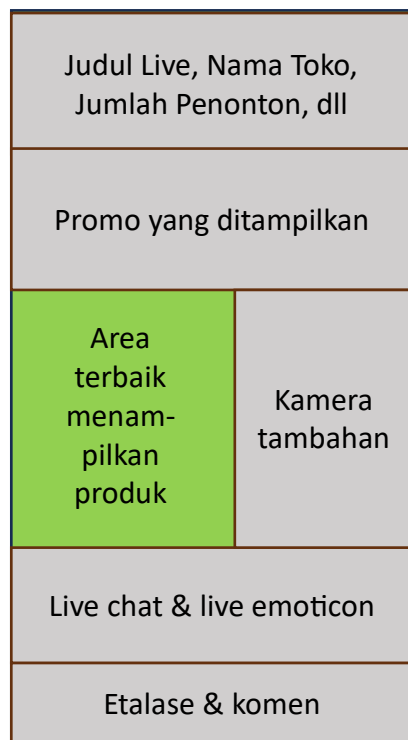 Judul Live, Nama Toko,
Jumlah Penonton, dll
Promo yang ditampilkan
Area
terbaik
menam-
pilkan
produk
Kamera
tambahan
Live chat & live emoticon
Etalase & komen